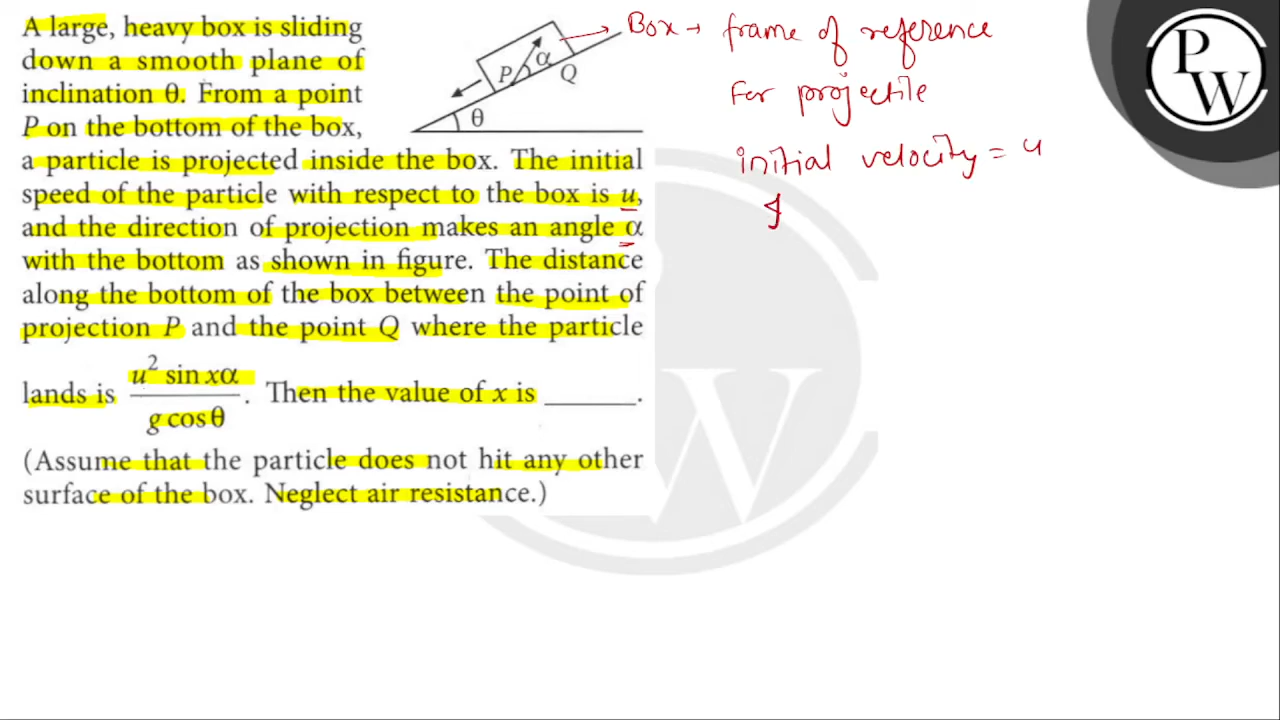 A large, heavy box is sliding
down a smooth plane of
inclination θ. From a point
P on the bottom of the box,
a particle is projected inside the box. The initial
speed of the particle with respect to the box is u,
and the direction of projection makes an angle α
with the bottom as shown in figure. The distance
along the bottom of the box between the point of
projection P and the point Q where the particle
lands is u² sin xα / g cos θ. Then the value of x is ______.
(Assume that the particle does not hit any other
surface of the box. Neglect air resistance.)
P α Q
θ
Box → frame of reference
For projectile
initial velocity = u
P
W